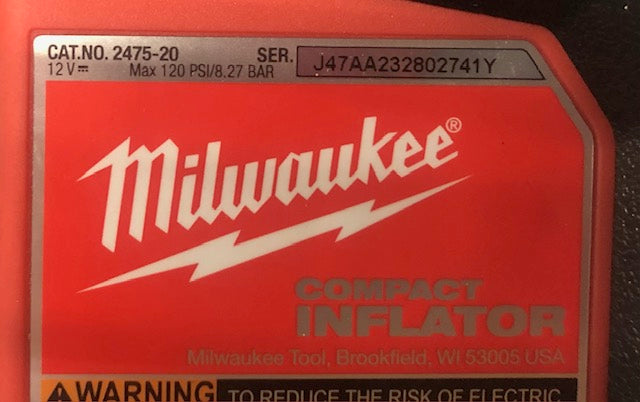 CAT.NO. 2475-20 SER. J47AA232802741Y
12 V⎓ Max 120 PSI/8.27 BAR
Milwaukee®
COMPACT
INFLATOR
Milwaukee Tool, Brookfield, WI 53005 USA
⚠WARNING TO REDUCE THE RISK OF ELECTRIC